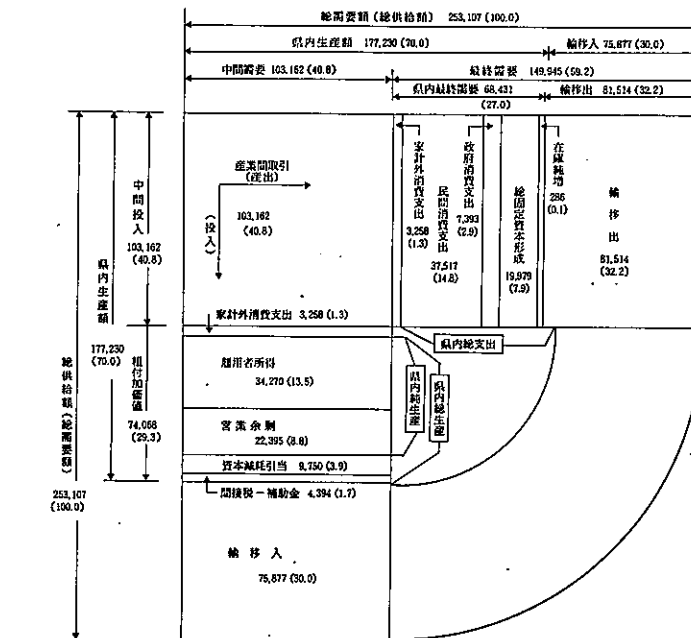 総需要額(総供給額) 253,107 (100.0)
県内生産額 177,230 (70.0)
輸移入 75,877 (30.0)
中間需要 103,162 (40.8)
最終需要 149,945 (59.2)
県内最終需要 68,431
(27.0)
輸移出 81,514 (32.2)
中間投入
103,162
(40.8)
県内生産額
177,230
(70.0)
総供給額(総需要額)
253,107
(100.0)
粗付加価値
74,068
(29.3)
産業間取引
(産出)
(投入)
103,162
(40.8)
家計外消費支出
3,258
(1.3)
民間消費支出
37,517
(14.8)
政府消費支出
7,393
(2.9)
総固定資本形成
19,979
(7.9)
在庫純増
286
(0.1)
輸移出
81,514
(32.2)
家計外消費支出 3,258 (1.3)
県内総支出
雇用者所得
34,270 (13.5)
県内純生産
県内総生産
営業余剰
22,395 (8.8)
資本減耗引当 9,750 (3.9)
間接税-補助金 4,394 (1.7)
輸移入
75,877 (30.0)